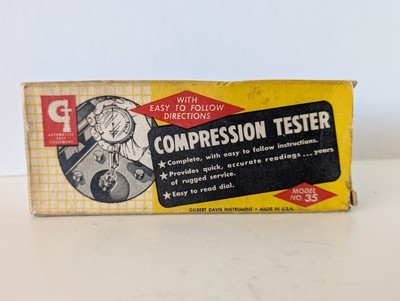 WITH
EASY TO FOLLOW
DIRECTIONS
AUTOMOTIVE
TEST
EQUIPMENT
COMPRESSION TESTER
★ Complete, with easy to follow instructions.
★ Provides quick, accurate readings...years
of rugged service.
★ Easy to read dial.
MODEL
NO. 35
GILBERT DAVIS INSTRUMENT • MADE IN U.S.A.